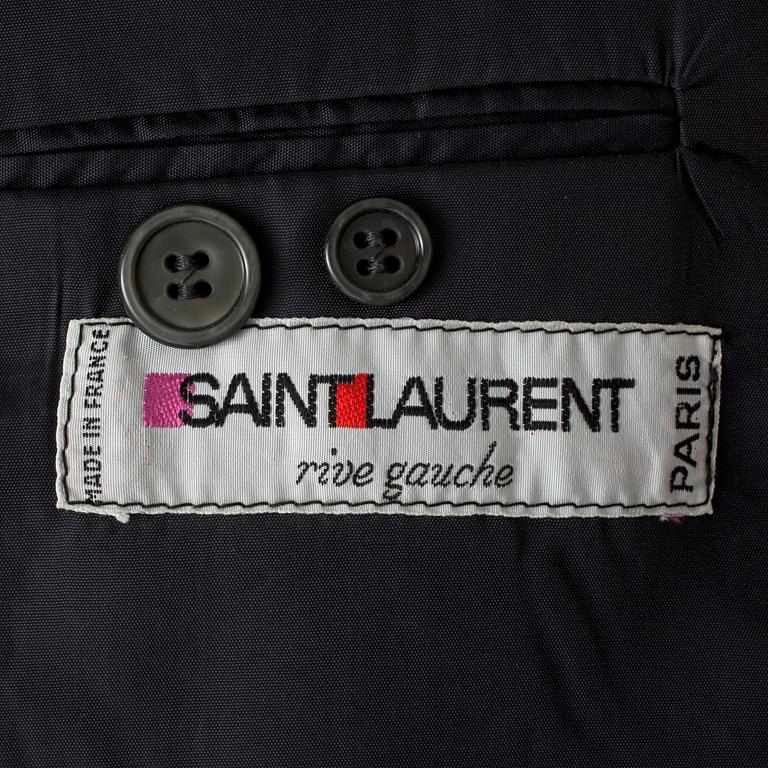 MADE IN FRANCE
SAINT LAURENT
rive gauche
PARIS